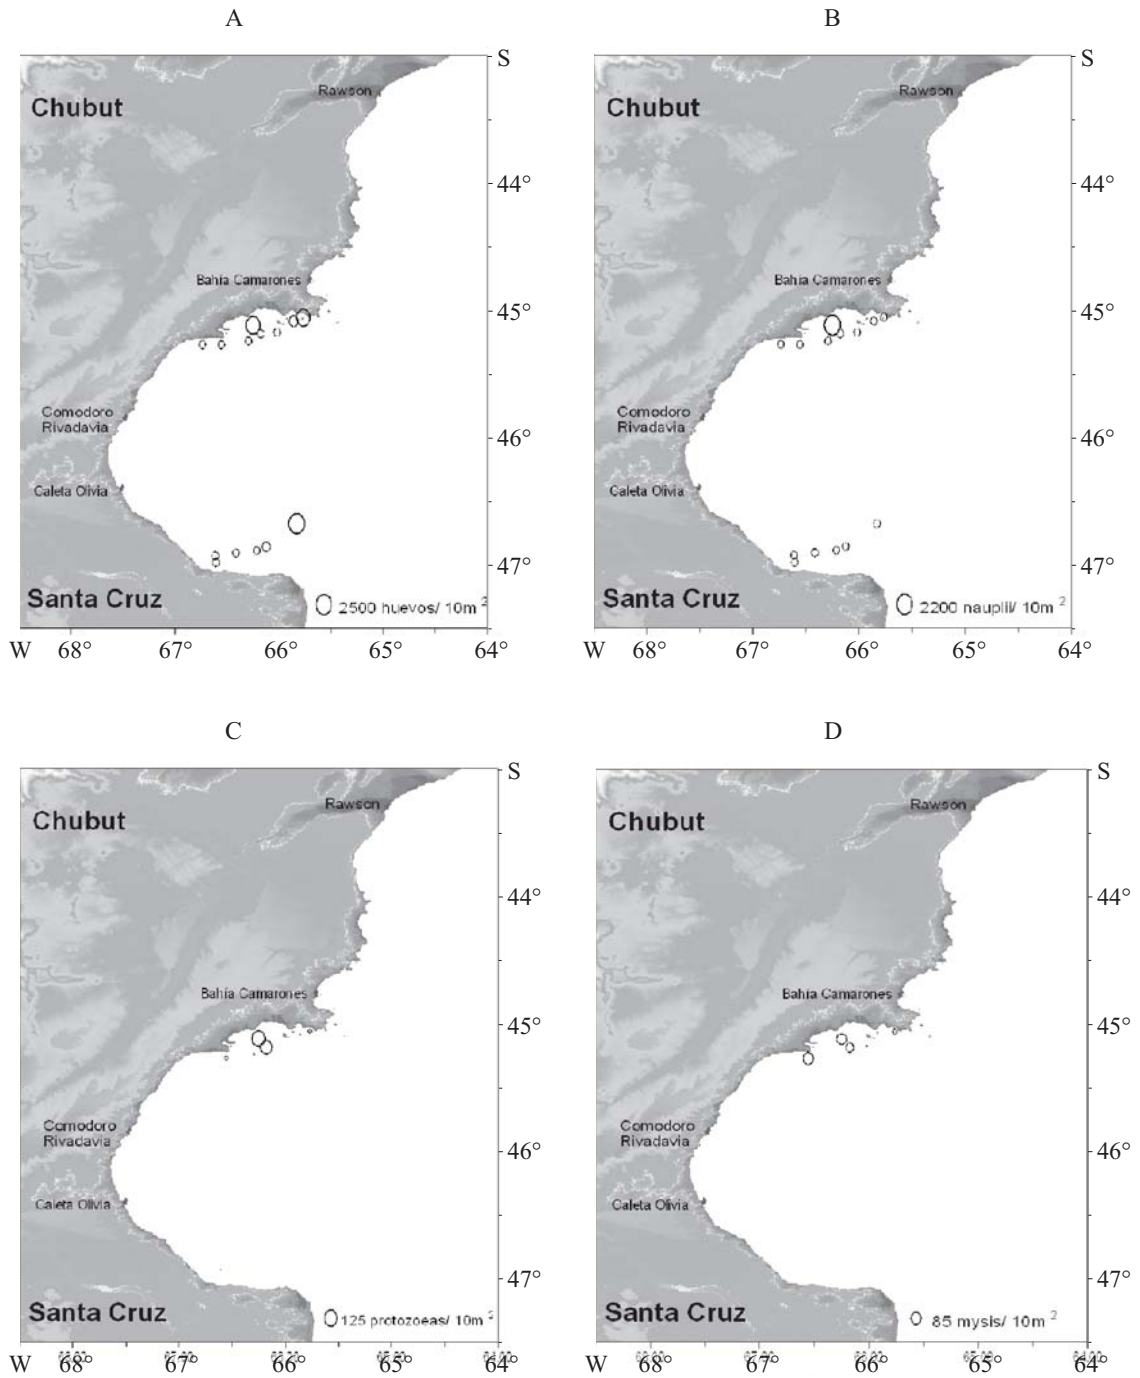 A
B
S
Rawson
Chubut
44°
Bahía Camarones
45°
Comodoro
Rivadavia
46°
Caleta Olivia
47°
Santa Cruz
2500 huevos/ 10m 2
W 68° 67° 66° 65° 64°
S
Rawson
Chubut
44°
Bahía Camarones
45°
Comodoro
Rivadavia
46°
Caleta Olivia
47°
Santa Cruz
2200 nauplii/ 10m 2
W 68° 67° 66° 65° 64°
C
D
S
Rawson
Chubut
44°
Bahía Camarones
45°
Comodoro
Rivadavia
46°
Caleta Olivia
47°
Santa Cruz
125 protozoeas/ 10m 2
W 68° 67° 66° 65° 64°
S
Rawson
Chubut
44°
Bahía Camarones
45°
Comodoro
Rivadavia
46°
Caleta Olivia
47°
Santa Cruz
85 mysis/ 10m 2
W 68° 67° 66° 65° 64°